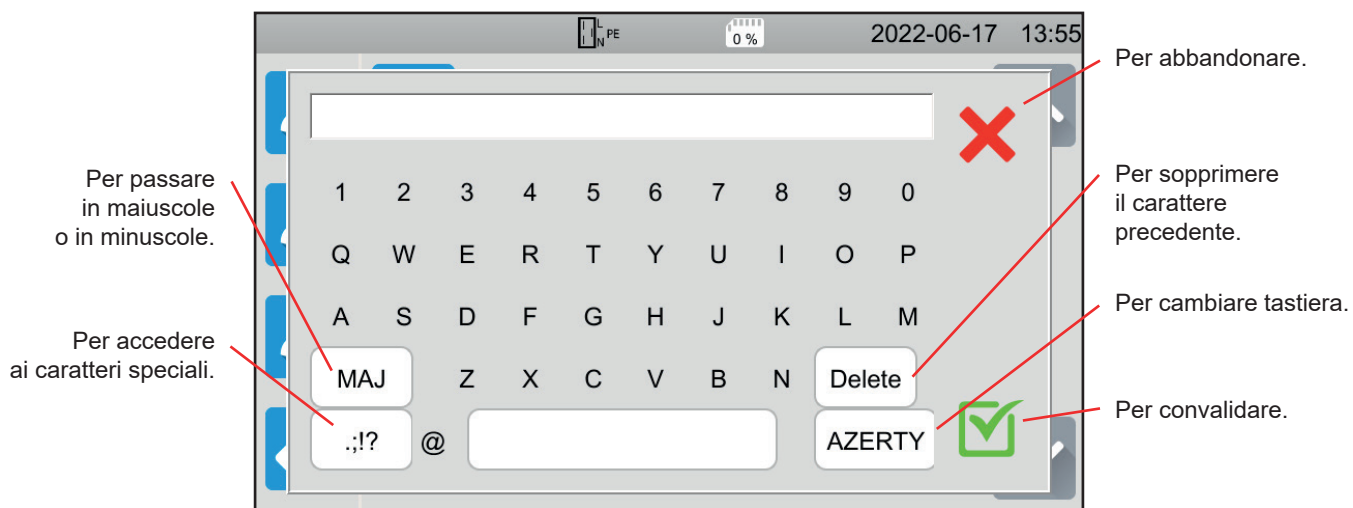 L
N PE
0 %
2022-06-17 13:55
Per abbandonare.
1 2 3 4 5 6 7 8 9 0
Per passare
in maiuscole
o in minuscole.
Per sopprimere
il carattere
precedente.
Q W E R T Y U I O P
A S D F G H J K L M
Per cambiare tastiera.
Per accedere
ai caratteri speciali.
MAJ Z X C V B N Delete
.;!? @ AZERTY
Per convalidare.